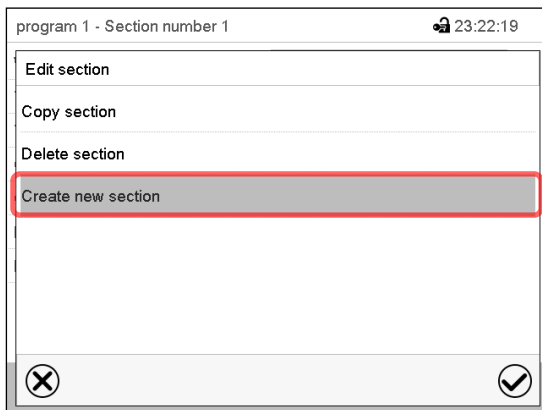 program 1 - Section number 1 23:22:19
Edit section
Copy section
Delete section
Create new section